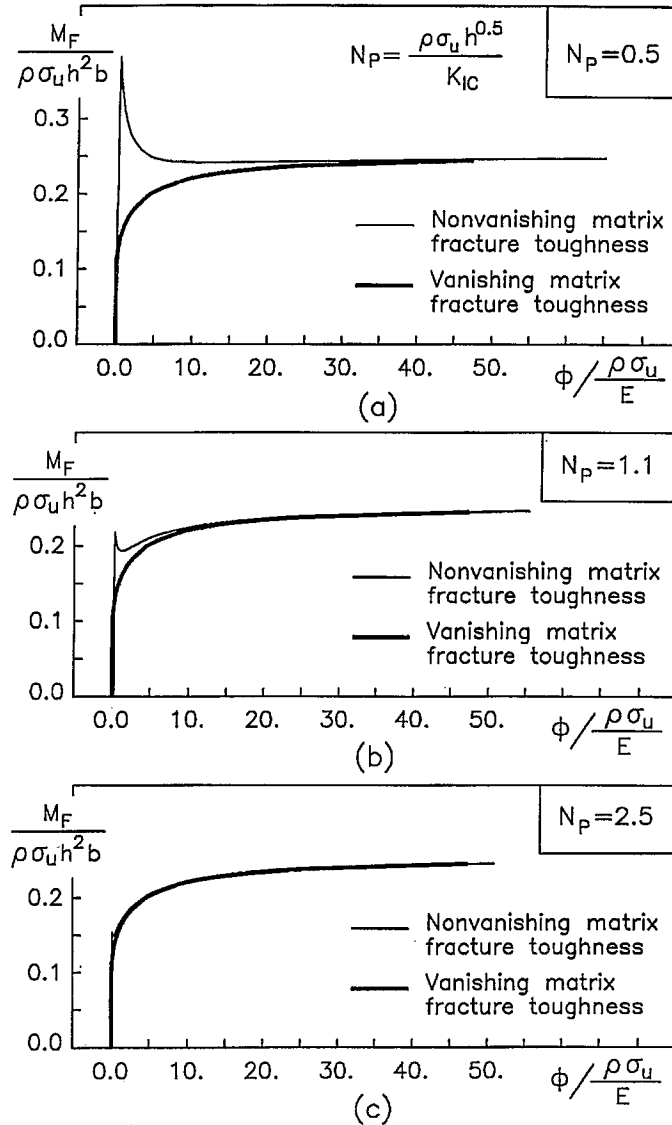 M_F / ρσ_u h²b
N_P = ρσ_u h^0.5 / K_IC
N_P=0.5
0.3
0.2
0.1
0.0
Nonvanishing matrix
fracture toughness
Vanishing matrix
fracture toughness
0.0 10. 20. 30. 40. 50. ϕ/ρσ_u/E
(a)
M_F / ρσ_u h²b
N_P=1.1
0.2
0.1
0.0
Nonvanishing matrix
fracture toughness
Vanishing matrix
fracture toughness
0.0 10. 20. 30. 40. 50. ϕ/ρσ_u/E
(b)
M_F / ρσ_u h²b
N_P=2.5
0.2
0.1
0.0
Nonvanishing matrix
fracture toughness
Vanishing matrix
fracture toughness
0.0 10. 20. 30. 40. 50. ϕ/ρσ_u/E
(c)